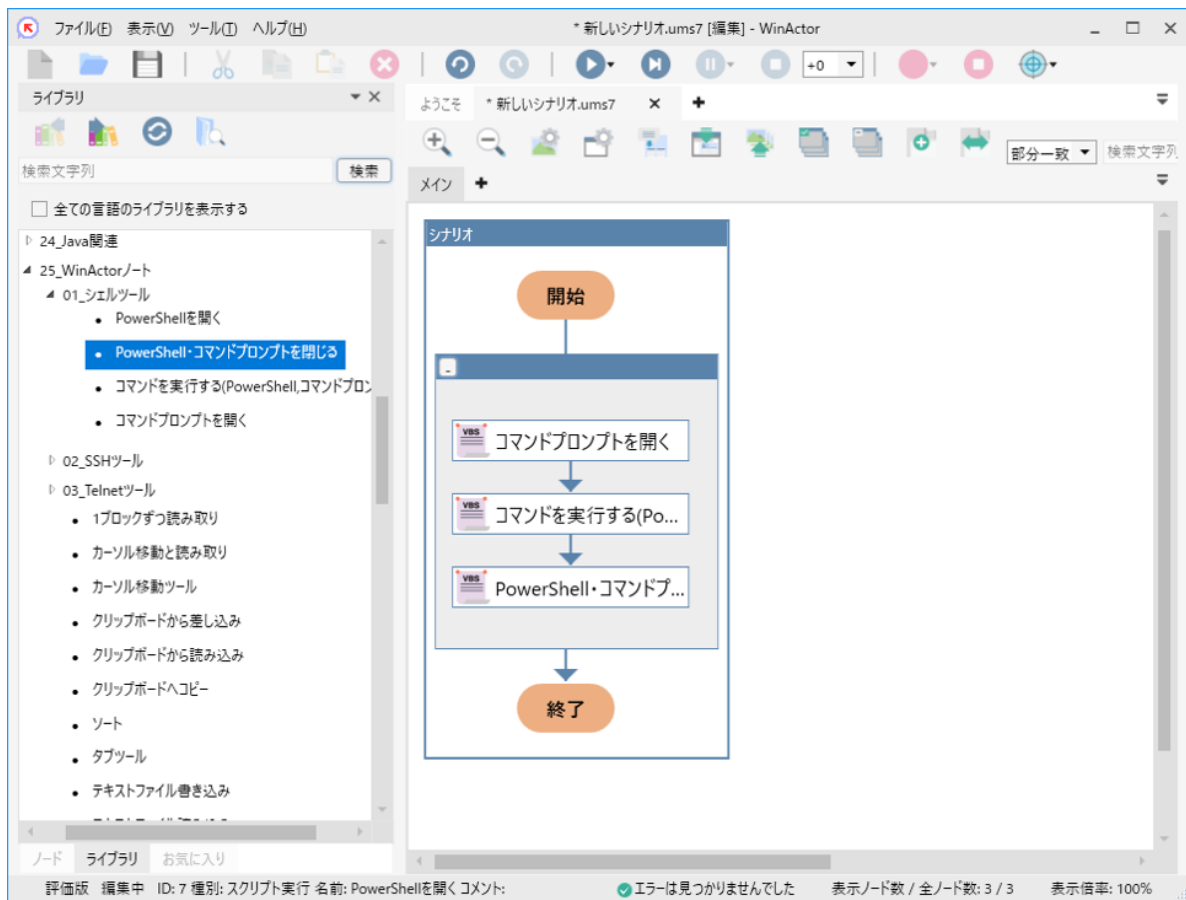 ファイル(F) 表示(V) ツール(T) ヘルプ(H)
* 新しいシナリオ.ums7 [編集] - WinActor
+0
ライブラリ
検索文字列
検索
全ての言語のライブラリを表示する
24_Java関連
25_WinActorノート
01_シェルツール
PowerShellを開く
PowerShell・コマンドプロンプトを閉じる
コマンドを実行する(PowerShell,コマンドプロン
コマンドプロンプトを開く
02_SSHツール
03_Telnetツール
1ブロックずつ読み取り
カーソル移動と読み取り
カーソル移動ツール
クリップボードから差し込み
クリップボードから読み込み
クリップボードへコピー
ソート
タブツール
テキストファイル書き込み
ノード ライブラリ お気に入り
ようこそ * 新しいシナリオ.ums7
部分一致 検索文字列
メイン
シナリオ
開始
VBS コマンドプロンプトを開く
VBS コマンドを実行する(Po...
VBS PowerShell・コマンドプ...
終了
評価版 編集中 ID: 7 種別: スクリプト実行 名前: PowerShellを開く コメント: エラーは見つかりませんでした 表示ノード数 / 全ノード数: 3 / 3 表示倍率: 100%